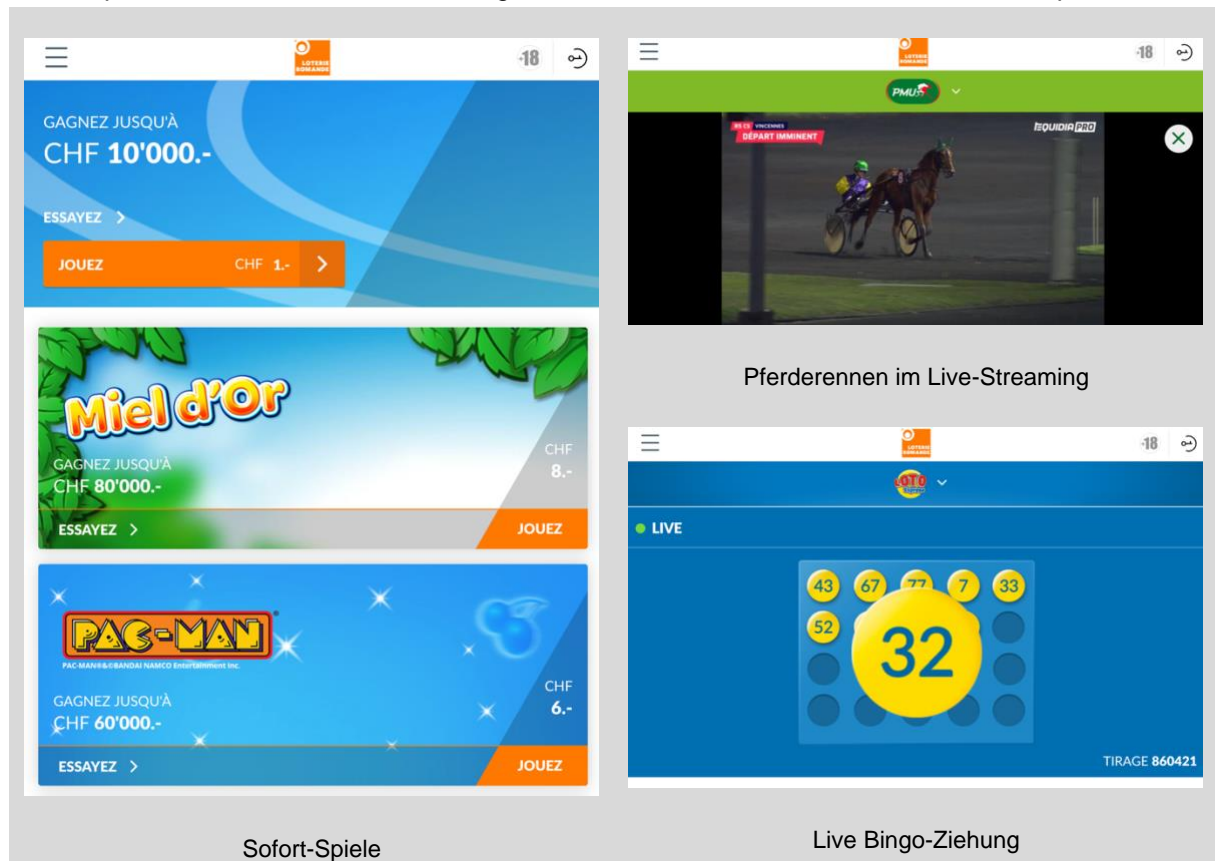 LOTERIE
ROMANDE
-18
GAGNEZ JUSQU'À
CHF 10'000.-
ESSAYEZ >
JOUEZ CHF 1.- >
Miel d'Or
GAGNEZ JUSQU'À
CHF 80'000.-
CHF
8.-
ESSAYEZ >
JOUEZ
PAC-MAN®
PAC-MAN®&©BANDAI NAMCO Entertainment Inc.
GAGNEZ JUSQU'À
CHF 60'000.-
CHF
6.-
ESSAYEZ >
JOUEZ
Sofort-Spiele
LOTERIE
ROMANDE
-18
PMU
VINCENNES
DÉPART IMMINENT
EQUIDIA PRO
Pferderennen im Live-Streaming
LOTERIE
ROMANDE
-18
LOTO
LIVE
43 67 77 7 33
52
32
TIRAGE 860421
Live Bingo-Ziehung